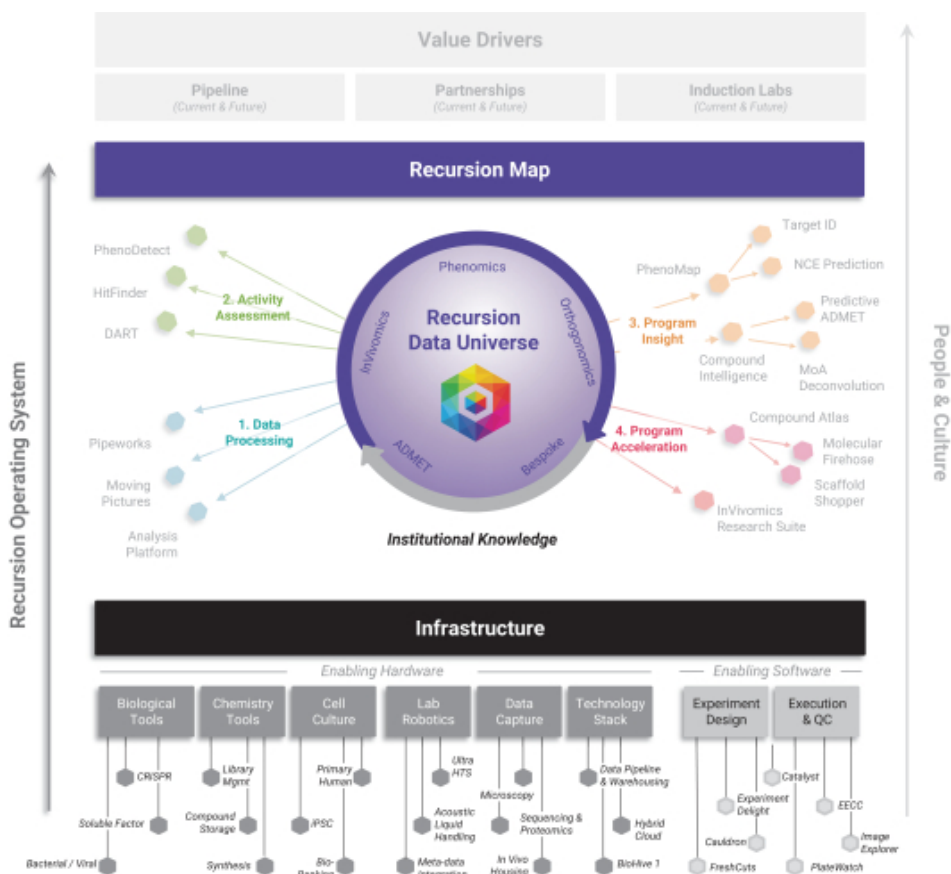 Value Drivers
Pipeline
(Current & Future)
Partnerships
(Current & Future)
Induction Labs
(Current & Future)
Recursion Map
Recursion Operating System
People & Culture
PhenoDetect
HitFinder
DART
2. Activity
Assessment
Pipeworks
Moving
Pictures
Analysis
Platform
1. Data
Processing
Phenomics
InVivomics
Orthogonomics
ADMET
Bespoke
Recursion
Data Universe
Institutional Knowledge
3. Program
Insight
PhenoMap
Target ID
NCE Prediction
Compound
Intelligence
Predictive
ADMET
MoA
Deconvolution
4. Program
Acceleration
Compound Atlas
Molecular
Firehose
Scaffold
Shopper
InVivomics
Research Suite
Infrastructure
Enabling Hardware
Enabling Software
Biological
Tools
Chemistry
Tools
Cell
Culture
Lab
Robotics
Data
Capture
Technology
Stack
Experiment
Design
Execution
& QC
CRISPR
Soluble Factor
Bacterial / Viral
Library
Mgmt
Compound
Storage
Synthesis
Primary
Human
iPSC
Bio-
Ultra
HTS
Acoustic
Liquid
Handling
Meta-data
Microscopy
Sequencing &
Proteomics
In Vivo
Housing
Data Pipeline
& Warehousing
Hybrid
Cloud
BioHive 1
Catalyst
Experiment
Delight
Cauldron
FreshCuts
EECC
Image
Explorer
PlateWatch